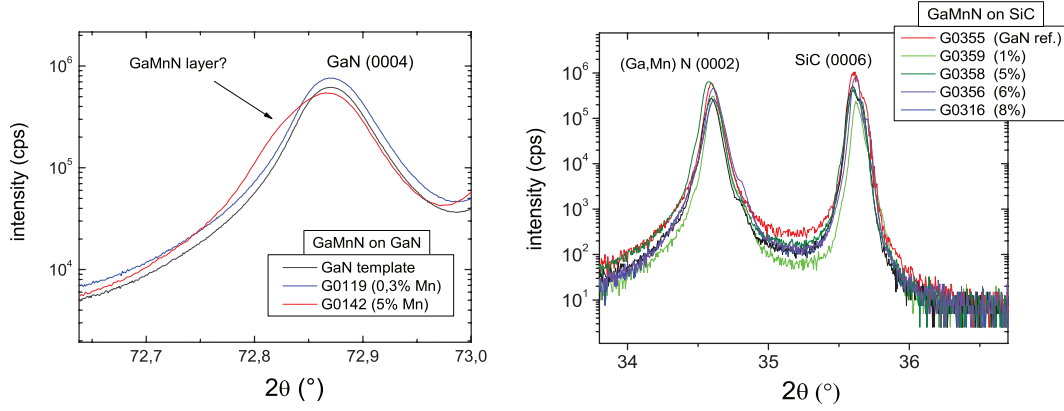 GaMnN layer?
GaN (0004)
10^6
10^5
10^4
intensity (cps)
GaMnN on GaN
GaN template
G0119 (0,3% Mn)
G0142 (5% Mn)
72,7
72,8
72,9
73,0
2θ (°)
GaMnN on SiC
G0355 (GaN ref.)
G0359 (1%)
G0358 (5%)
G0356 (6%)
G0316 (8%)
(Ga,Mn) N (0002)
SiC (0006)
10^6
10^5
10^4
10^3
10^2
10^1
intensity (cps)
34
35
36
2θ (°)